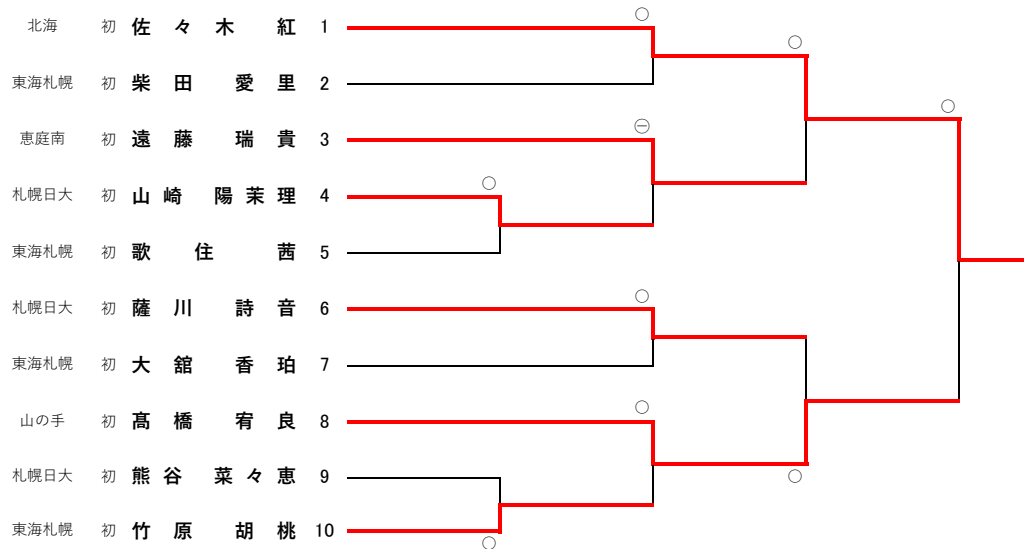 北海 初 佐々木 紅 1
東海札幌 初 柴田 愛里 2
恵庭南 初 遠藤 瑞貴 3
札幌日大 初 山崎 陽茉理 4
東海札幌 初 歌住 茜 5
札幌日大 初 薩川 詩音 6
東海札幌 初 大舘 香珀 7
山の手 初 髙橋 宥良 8
札幌日大 初 熊谷 菜々恵 9
東海札幌 初 竹原 胡桃 10